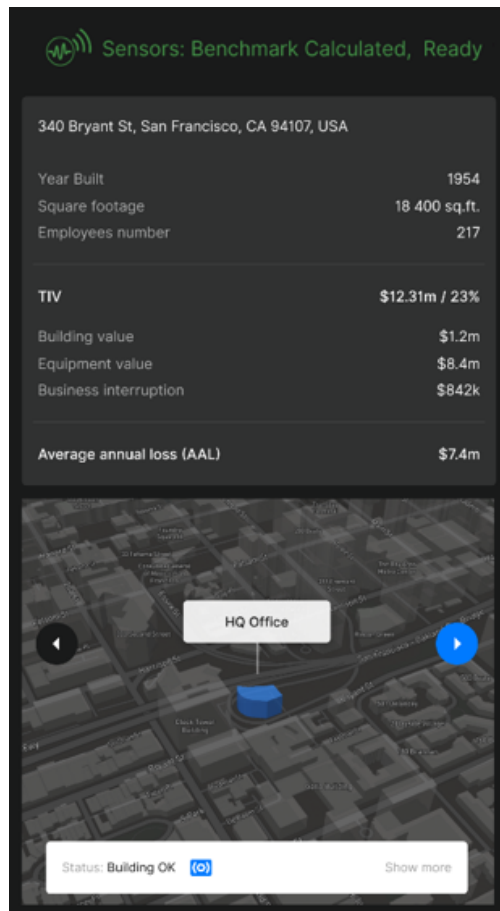 Sensors: Benchmark Calculated, Ready
340 Bryant St, San Francisco, CA 94107, USA
Year Built 1954
Square footage 18 400 sq.ft.
Employees number 217
TIV $12.31m / 23%
Building value $1.2m
Equipment value $8.4m
Business interruption $842k
Average annual loss (AAL) $7.4m
HQ Office
Clock Tower
Building
Status: Building OK Show more